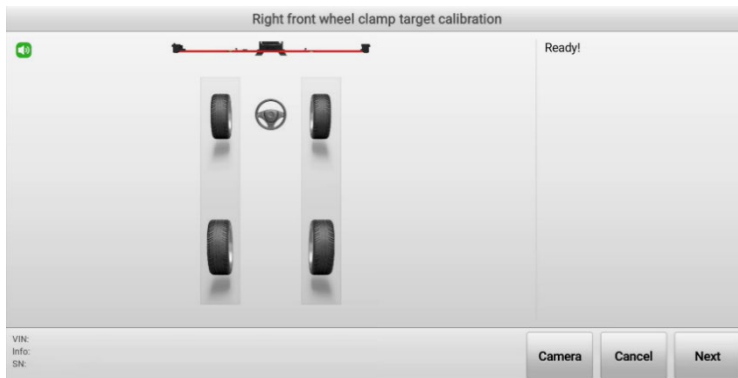 Right front wheel clamp target calibration
Ready!
VIN:
Info:
SN:
Camera
Cancel
Next